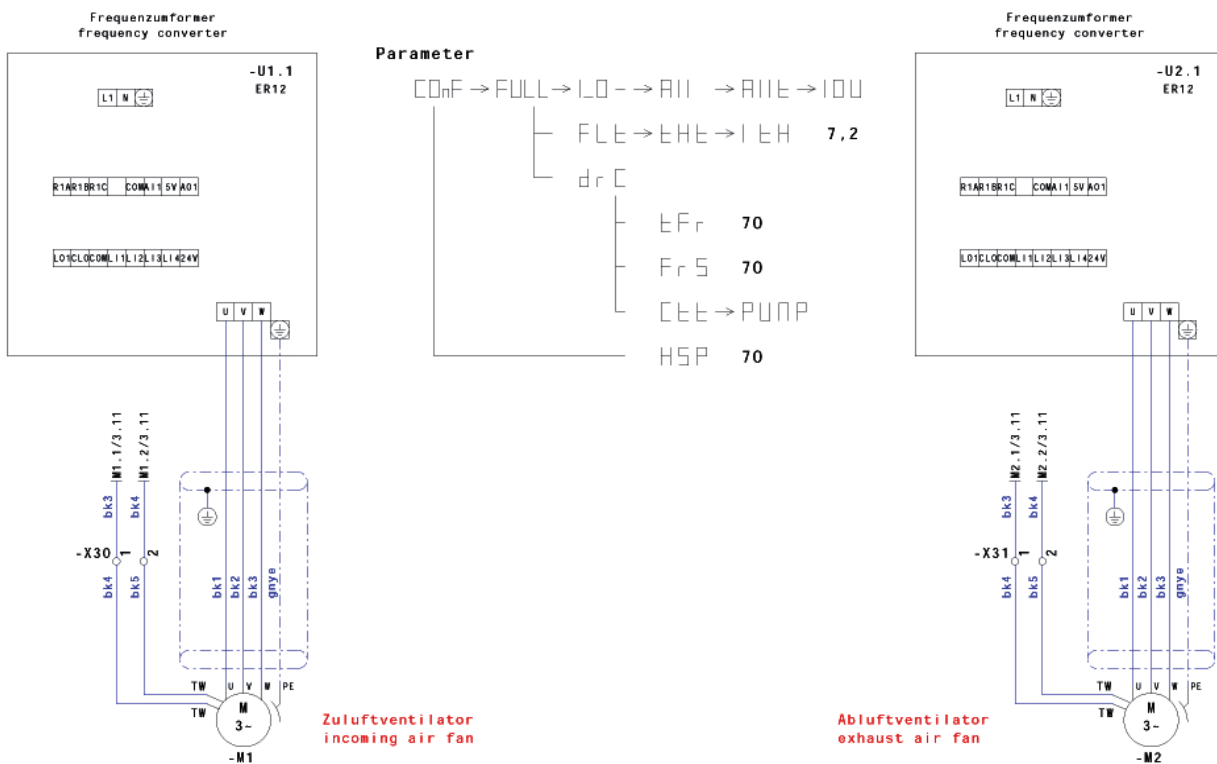 Frequenzumformer
frequency converter
-U1.1
ER12
L1 N
R1A R1B R1C COM AI1 5V AO1
LO1 CLO COM LI1 LI2 LI3 LI4 24V
U V W
M1.1/3.11
M1.2/3.11
bk3
bk4
-X30 1 2
bk4
bk5
bk1
bk2
bk3
gnye
TW U V W PE
TW
M
3~
-M1
Zuluftventilator
incoming air fan
Parameter
COnF → FULL → I_O- → AI1 → AI1t → 10U
FLt → tHt → ItH 7,2
drC
tFr 70
FrS 70
Ctt → PUMP
HSP 70
Frequenzumformer
frequency converter
-U2.1
ER12
L1 N
R1A R1B R1C COM AI1 5V AO1
LO1 CLO COM LI1 LI2 LI3 LI4 24V
U V W
M2.1/3.11
M2.2/3.11
bk3
bk4
-X31 1 2
bk4
bk5
bk1
bk2
bk3
gnye
TW U V W PE
TW
M
3~
-M2
Abluftventilator
exhaust air fan